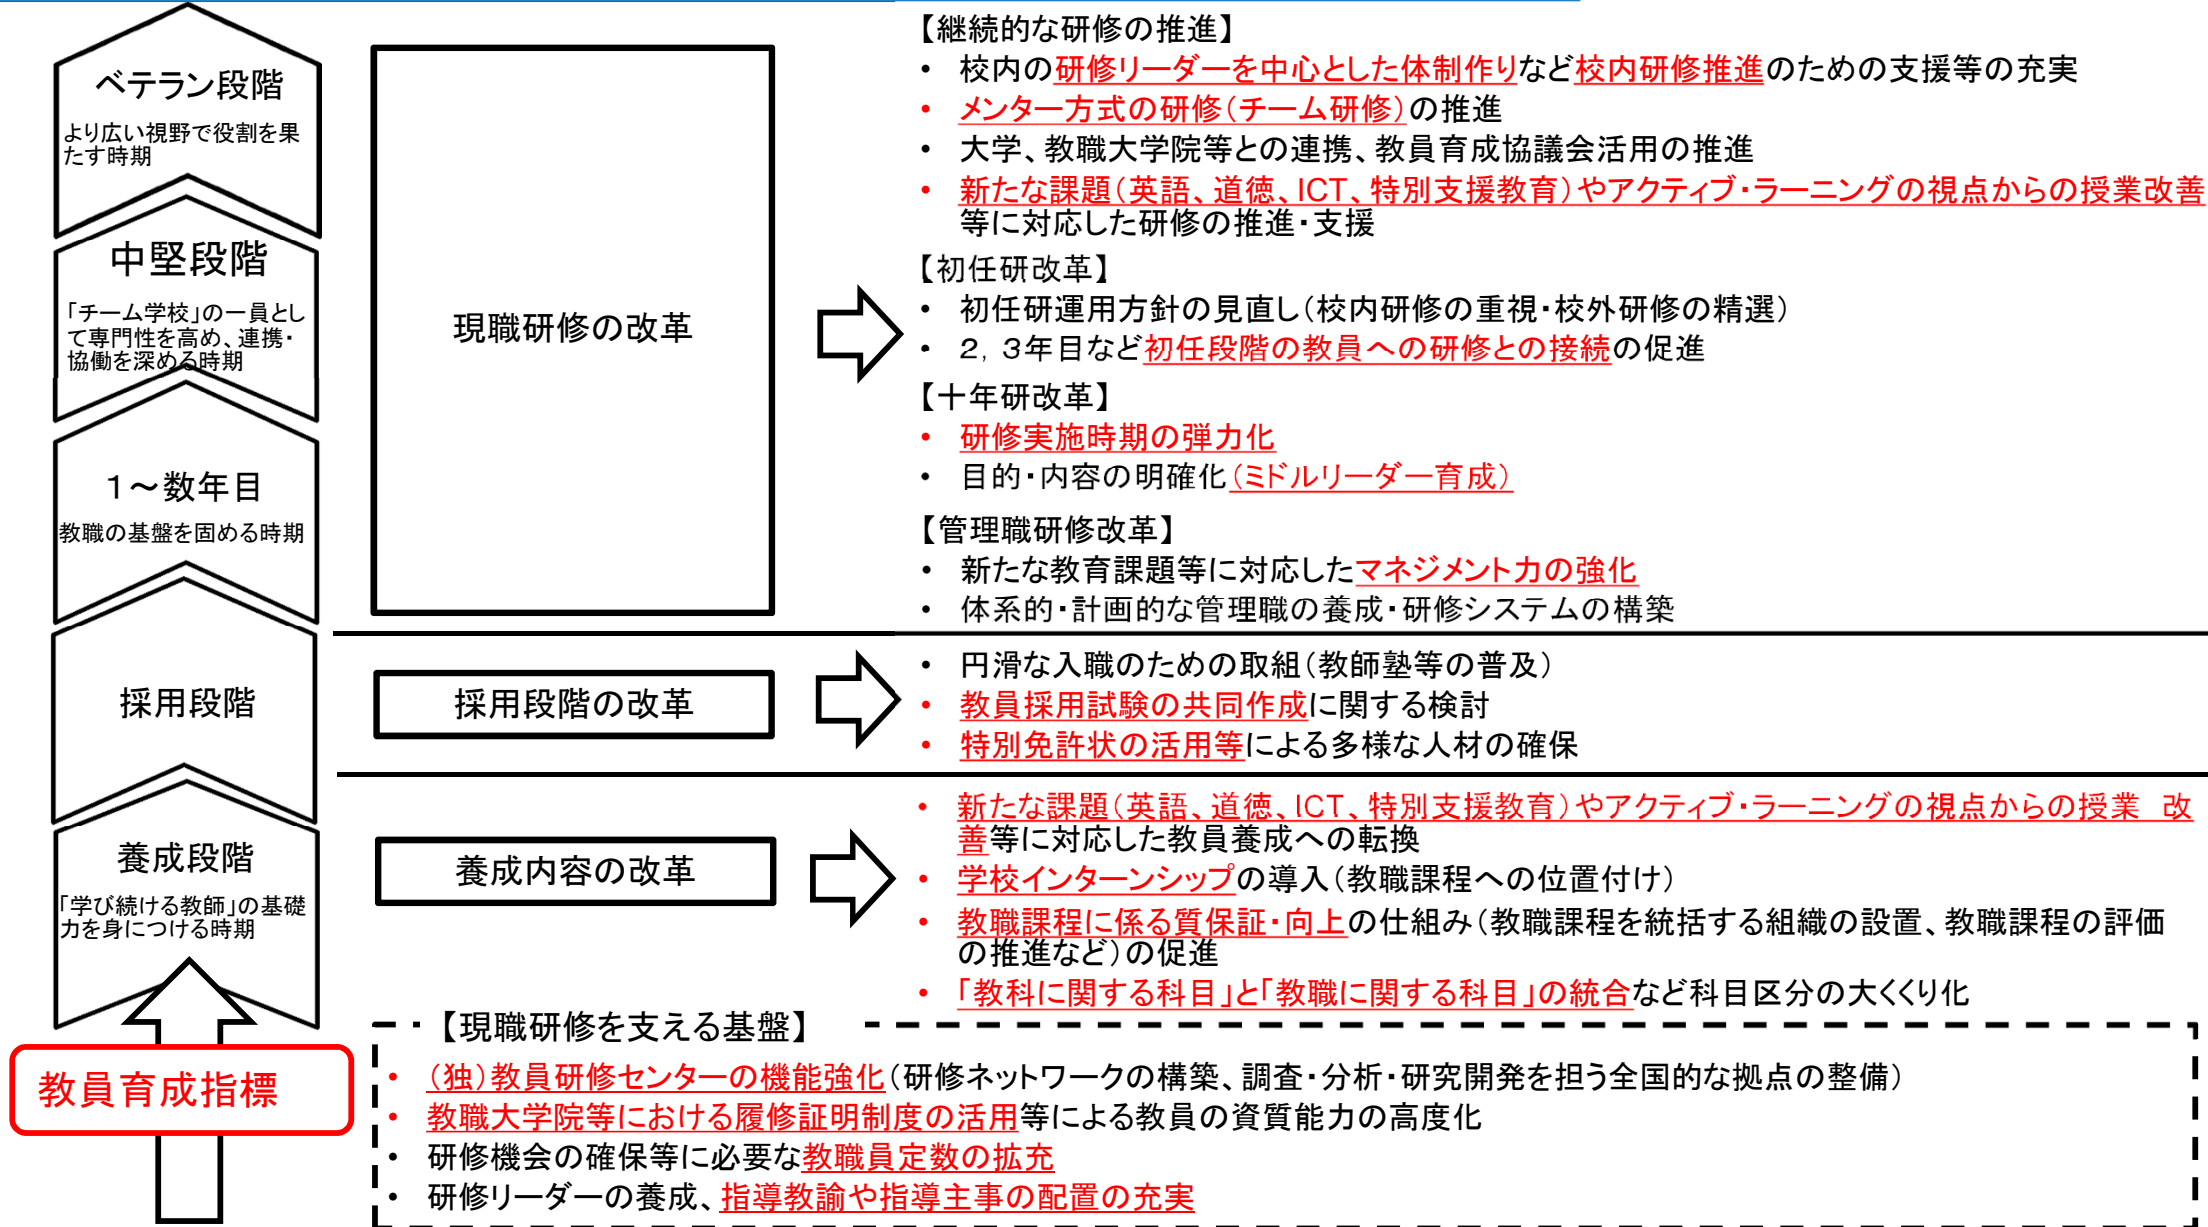 ベテラン段階
より広い視野で役割を果
たす時期
中堅段階
「チーム学校」の一員とし
て専門性を高め、連携・
協働を深める時期
1～数年目
教職の基盤を固める時期
採用段階
養成段階
「学び続ける教師」の基礎
力を身につける時期
教員育成指標
現職研修の改革
【継続的な研修の推進】
・ 校内の研修リーダーを中心とした体制作りなど校内研修推進のための支援等の充実
・ メンター方式の研修(チーム研修)の推進
・ 大学、教職大学院等との連携、教員育成協議会活用の推進
・ 新たな課題(英語、道徳、ICT、特別支援教育)やアクティブ・ラーニングの視点からの授業改善
等に対応した研修の推進・支援
【初任研改革】
・ 初任研運用方針の見直し(校内研修の重視・校外研修の精選)
・ 2, 3年目など初任段階の教員への研修との接続の促進
【十年研改革】
・ 研修実施時期の弾力化
・ 目的・内容の明確化(ミドルリーダー育成)
【管理職研修改革】
・ 新たな教育課題等に対応したマネジメント力の強化
・ 体系的・計画的な管理職の養成・研修システムの構築
採用段階の改革
・ 円滑な入職のための取組(教師塾等の普及)
・ 教員採用試験の共同作成に関する検討
・ 特別免許状の活用等による多様な人材の確保
養成内容の改革
・ 新たな課題(英語、道徳、ICT、特別支援教育)やアクティブ・ラーニングの視点からの授業 改
善等に対応した教員養成への転換
・ 学校インターンシップの導入(教職課程への位置付け)
・ 教職課程に係る質保証・向上の仕組み(教職課程を統括する組織の設置、教職課程の評価
の推進など)の促進
・ 「教科に関する科目」と「教職に関する科目」の統合など科目区分の大くくり化
【現職研修を支える基盤】
・ (独)教員研修センターの機能強化(研修ネットワークの構築、調査・分析・研究開発を担う全国的な拠点の整備)
・ 教職大学院等における履修証明制度の活用等による教員の資質能力の高度化
・ 研修機会の確保等に必要な教職員定数の拡充
・ 研修リーダーの養成、指導教諭や指導主事の配置の充実